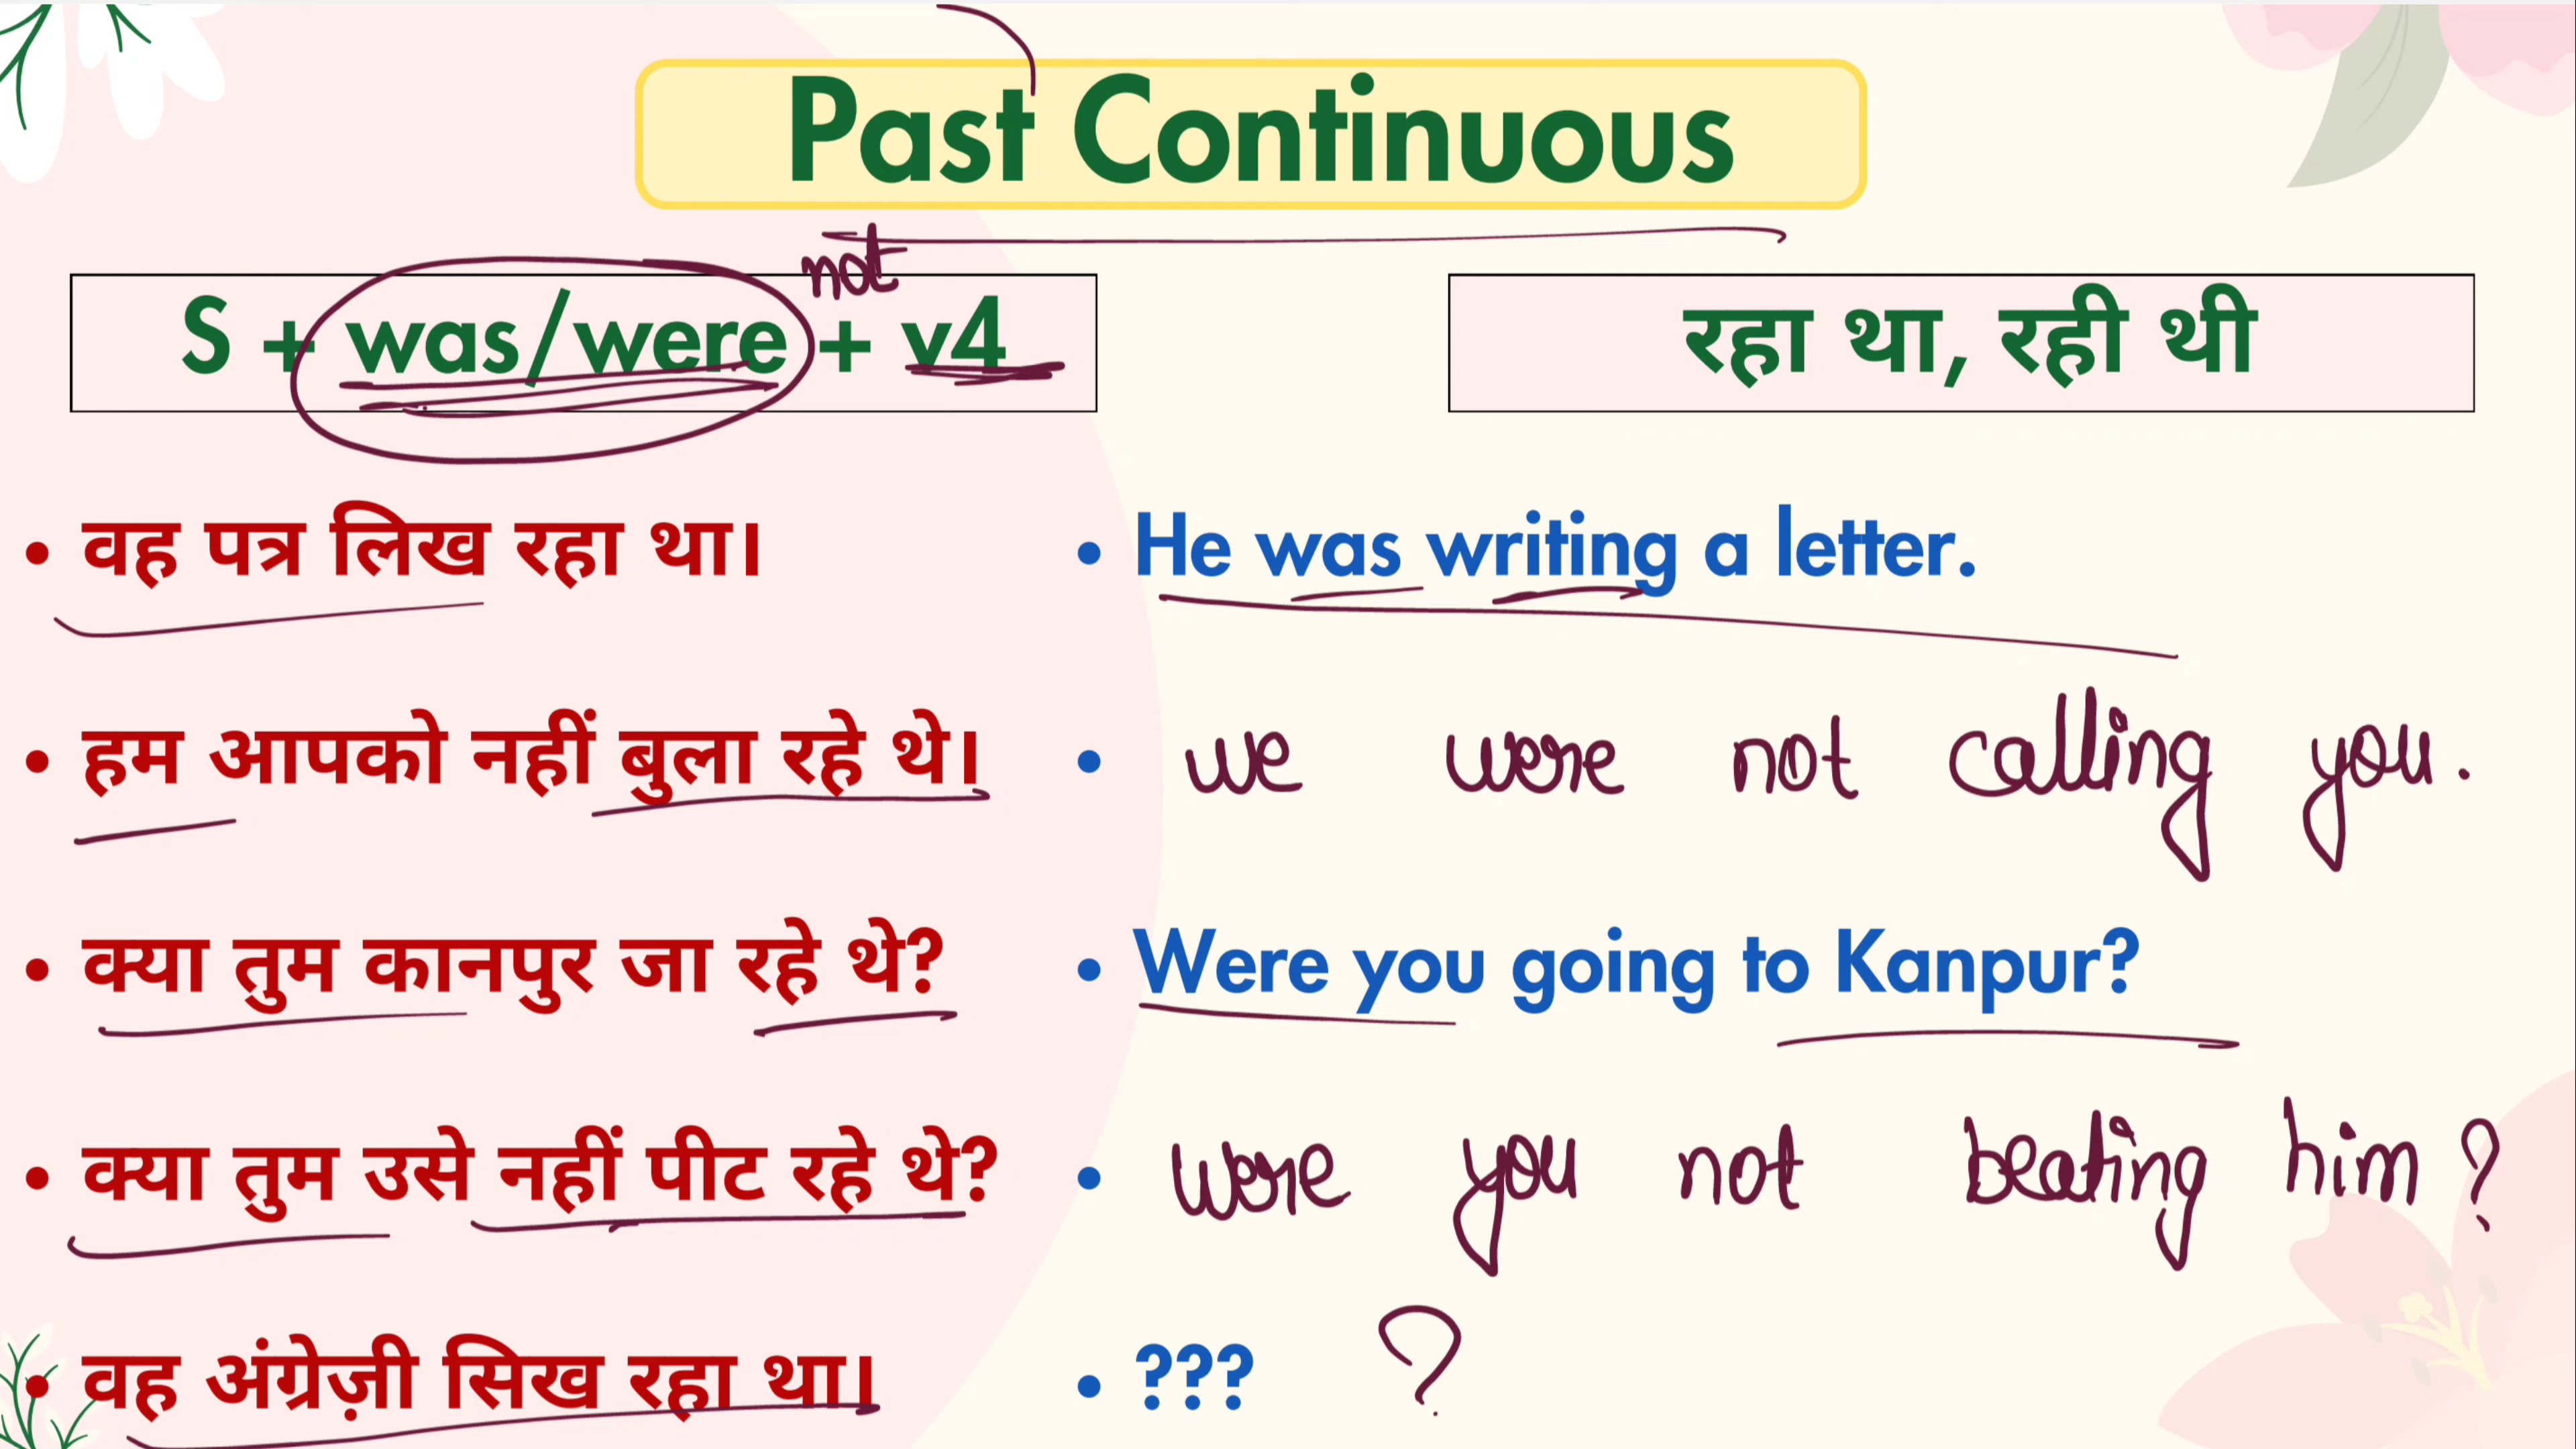 Past Continuous
not
S + was/were + v4
रहा था, रही थी
• वह पत्र लिख रहा था।
• He was writing a letter.
• हम आपको नहीं बुला रहे थे।
• we were not calling you.
• क्या तुम कानपुर जा रहे थे?
• Were you going to Kanpur?
• क्या तुम उसे नहीं पीट रहे थे?
• were you not beating him?
• वह अंग्रेज़ी सिख रहा था।
• ??? ?